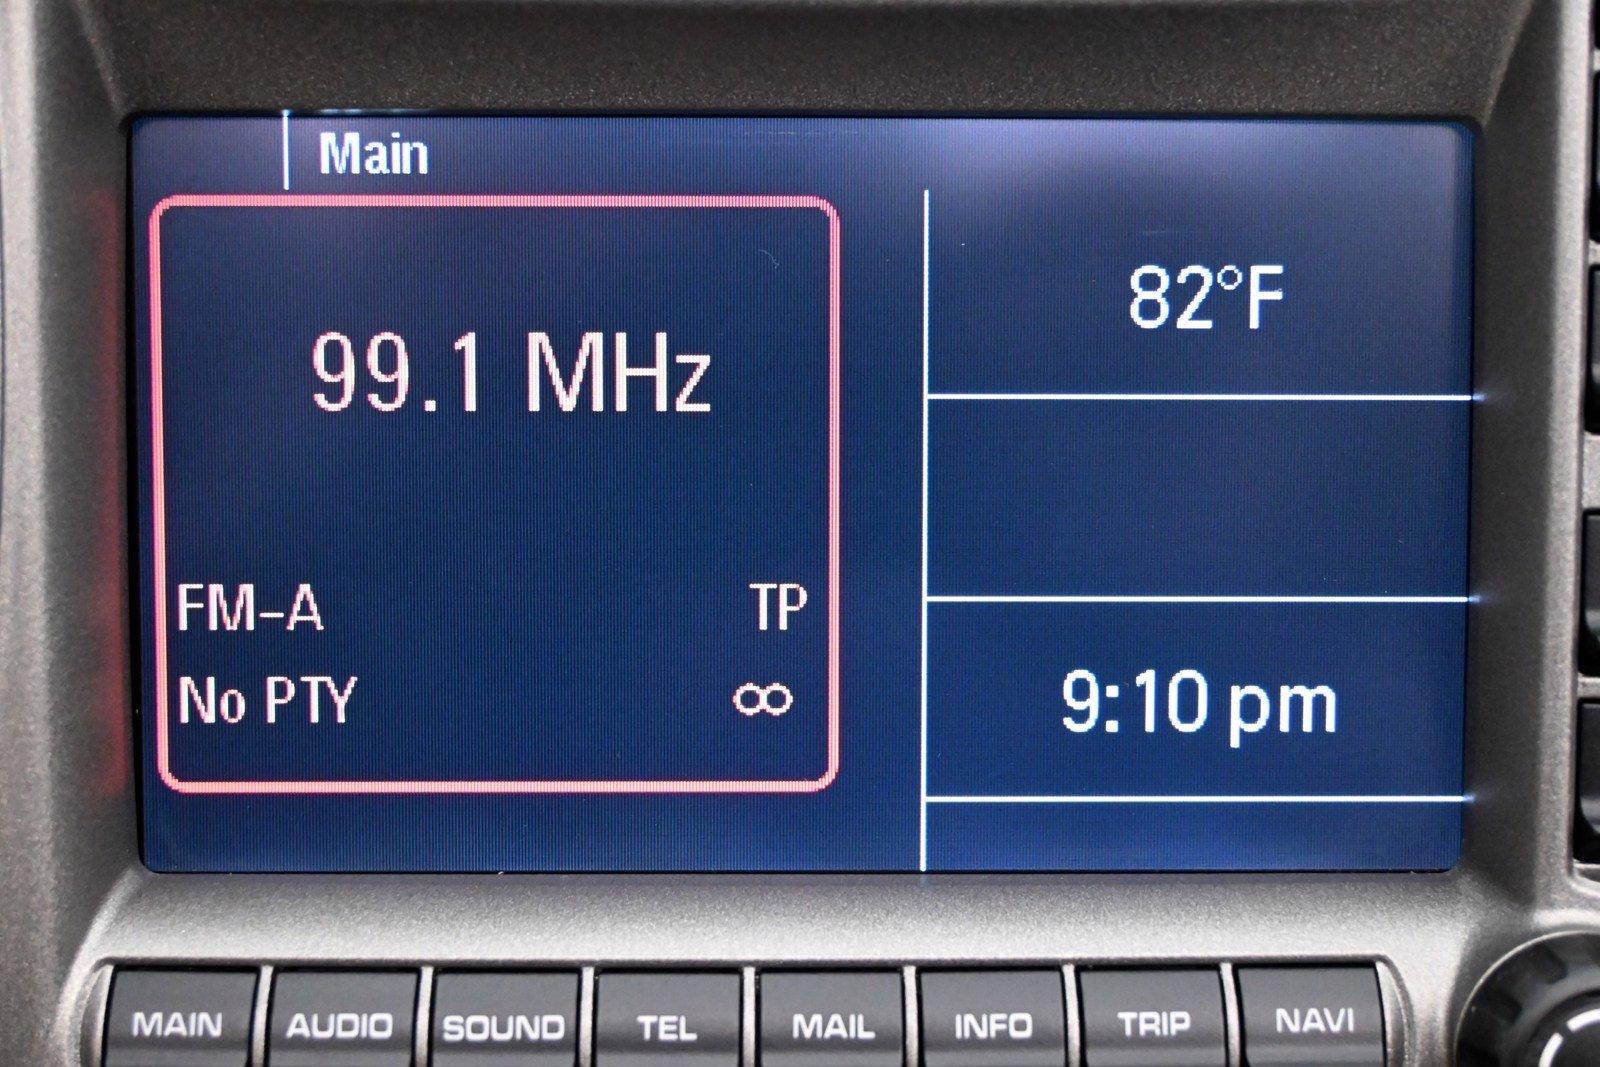 Main
99.1 MHz
FM-A TP
No PTY ∞
82°F
9:10 pm
MAIN AUDIO SOUND TEL MAIL INFO TRIP NAVI